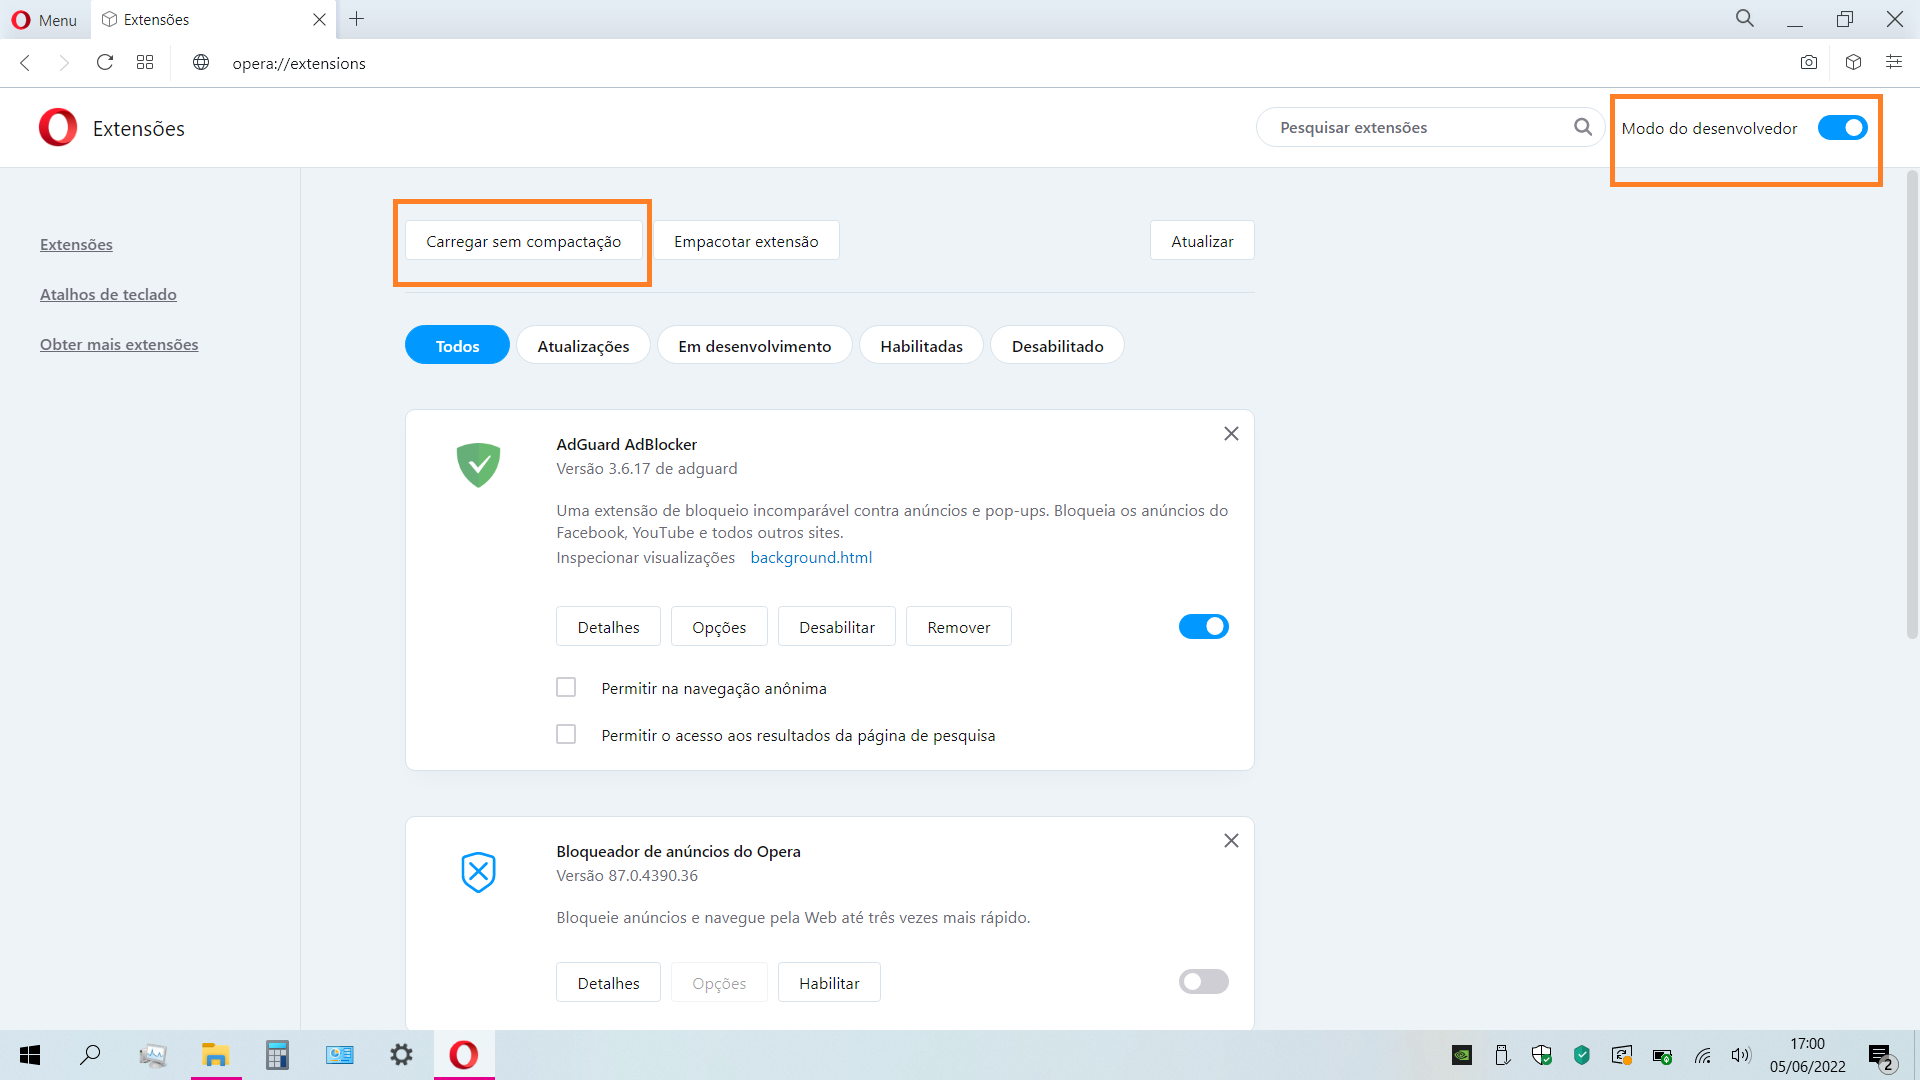 Menu
Extensões
opera://extensions
Extensões
Pesquisar extensões
Modo do desenvolvedor
Extensões
Atalhos de teclado
Obter mais extensões
Carregar sem compactação
Empacotar extensão
Atualizar
Todos
Atualizações
Em desenvolvimento
Habilitadas
Desabilitado
AdGuard AdBlocker
Versão 3.6.17 de adguard
Uma extensão de bloqueio incomparável contra anúncios e pop-ups. Bloqueia os anúncios do
Facebook, YouTube e todos outros sites.
Inspecionar visualizações background.html
Detalhes
Opções
Desabilitar
Remover
Permitir na navegação anônima
Permitir o acesso aos resultados da página de pesquisa
Bloqueador de anúncios do Opera
Versão 87.0.4390.36
Bloqueie anúncios e navegue pela Web até três vezes mais rápido.
Detalhes
Opções
Habilitar
17:00
05/06/2022
2